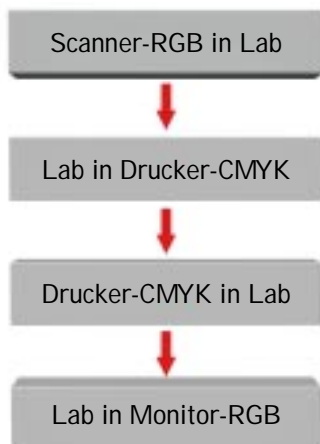 Scanner-RGB in Lab
Lab in Drucker-CMYK
Drucker-CMYK in Lab
Lab in Monitor-RGB